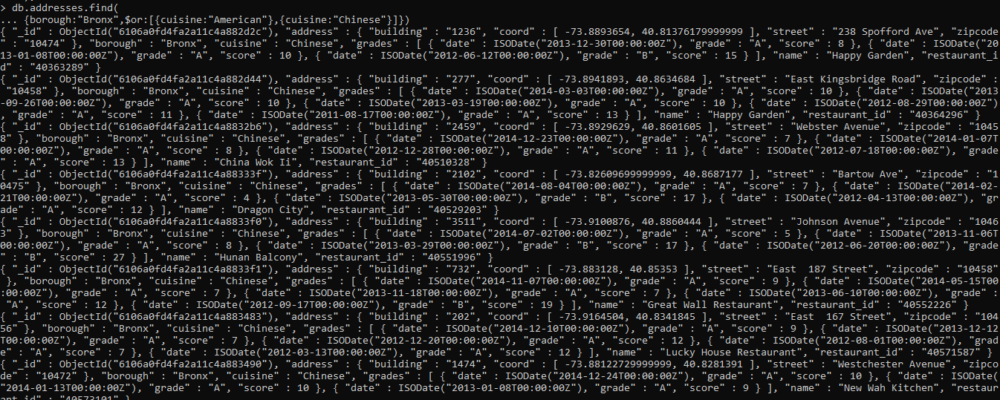 > db.addresses.find(
... {borough:"Bronx",$or:[{cuisine:"American"},{cuisine:"Chinese"}]})
{ "_id" : ObjectId("6106a0fd4fa2a11c4a882d2c"), "address" : { "building" : "1236", "coord" : [ -73.8893654, 40.81376179999999 ], "street" : "238 Spofford Ave", "zipcode
" : "10474" }, "borough" : "Bronx", "cuisine" : "Chinese", "grades" : [ { "date" : ISODate("2013-12-30T00:00:00Z"), "grade" : "A", "score" : 8 }, { "date" : ISODate("20
13-01-08T00:00:00Z"), "grade" : "A", "score" : 10 }, { "date" : ISODate("2012-06-12T00:00:00Z"), "grade" : "B", "score" : 15 } ], "name" : "Happy Garden", "restaurant_i
d" : "40363289" }
{ "_id" : ObjectId("6106a0fd4fa2a11c4a882d44"), "address" : { "building" : "277", "coord" : [ -73.8941893, 40.8634684 ], "street" : "East Kingsbridge Road", "zipcode" :
 "10458" }, "borough" : "Bronx", "cuisine" : "Chinese", "grades" : [ { "date" : ISODate("2014-03-03T00:00:00Z"), "grade" : "A", "score" : 10 }, { "date" : ISODate("2013
-09-26T00:00:00Z"), "grade" : "A", "score" : 10 }, { "date" : ISODate("2013-03-19T00:00:00Z"), "grade" : "A", "score" : 10 }, { "date" : ISODate("2012-08-29T00:00:00Z")
, "grade" : "A", "score" : 11 }, { "date" : ISODate("2011-08-17T00:00:00Z"), "grade" : "A", "score" : 13 } ], "name" : "Happy Garden", "restaurant_id" : "40364296" }
{ "_id" : ObjectId("6106a0fd4fa2a11c4a8832b6"), "address" : { "building" : "2459", "coord" : [ -73.8929629, 40.8601605 ], "street" : "Webster Avenue", "zipcode" : "1045
8" }, "borough" : "Bronx", "cuisine" : "Chinese", "grades" : [ { "date" : ISODate("2014-12-23T00:00:00Z"), "grade" : "A", "score" : 7 }, { "date" : ISODate("2014-01-07T
00:00:00Z"), "grade" : "A", "score" : 8 }, { "date" : ISODate("2012-12-28T00:00:00Z"), "grade" : "A", "score" : 11 }, { "date" : ISODate("2012-07-18T00:00:00Z"), "grade
" : "A", "score" : 13 } ], "name" : "China Wok Ii", "restaurant_id" : "40510328" }
{ "_id" : ObjectId("6106a0fd4fa2a11c4a88333f"), "address" : { "building" : "2102", "coord" : [ -73.82609699999999, 40.8687177 ], "street" : "Bartow Ave", "zipcode" : "1
0475" }, "borough" : "Bronx", "cuisine" : "Chinese", "grades" : [ { "date" : ISODate("2014-08-04T00:00:00Z"), "grade" : "A", "score" : 7 }, { "date" : ISODate("2014-02-
21T00:00:00Z"), "grade" : "A", "score" : 4 }, { "date" : ISODate("2013-05-30T00:00:00Z"), "grade" : "B", "score" : 17 }, { "date" : ISODate("2012-04-13T00:00:00Z"), "gr
ade" : "A", "score" : 12 } ], "name" : "Dragon City", "restaurant_id" : "40529203" }
{ "_id" : ObjectId("6106a0fd4fa2a11c4a8833f0"), "address" : { "building" : "3511", "coord" : [ -73.9100876, 40.8860444 ], "street" : "Johnson Avenue", "zipcode" : "1046
3" }, "borough" : "Bronx", "cuisine" : "Chinese", "grades" : [ { "date" : ISODate("2014-07-02T00:00:00Z"), "grade" : "A", "score" : 5 }, { "date" : ISODate("2013-11-06T
00:00:00Z"), "grade" : "A", "score" : 8 }, { "date" : ISODate("2013-03-29T00:00:00Z"), "grade" : "B", "score" : 17 }, { "date" : ISODate("2012-06-20T00:00:00Z"), "grade
" : "B", "score" : 27 } ], "name" : "Hunan Balcony", "restaurant_id" : "40551996" }
{ "_id" : ObjectId("6106a0fd4fa2a11c4a8833f1"), "address" : { "building" : "732", "coord" : [ -73.883128, 40.85353 ], "street" : "East  187 Street", "zipcode" : "10458"
 }, "borough" : "Bronx", "cuisine" : "Chinese", "grades" : [ { "date" : ISODate("2014-11-07T00:00:00Z"), "grade" : "A", "score" : 9 }, { "date" : ISODate("2014-05-15T00
:00:00Z"), "grade" : "A", "score" : 7 }, { "date" : ISODate("2013-11-18T00:00:00Z"), "grade" : "A", "score" : 7 }, { "date" : ISODate("2013-06-10T00:00:00Z"), "grade" :
 "A", "score" : 12 }, { "date" : ISODate("2012-09-17T00:00:00Z"), "grade" : "B", "score" : 19 } ], "name" : "Great Wall Restaurant", "restaurant_id" : "40552226" }
{ "_id" : ObjectId("6106a0fd4fa2a11c4a883483"), "address" : { "building" : "202", "coord" : [ -73.9164504, 40.8341845 ], "street" : "East  167 Street", "zipcode" : "104
56" }, "borough" : "Bronx", "cuisine" : "Chinese", "grades" : [ { "date" : ISODate("2014-12-10T00:00:00Z"), "grade" : "A", "score" : 9 }, { "date" : ISODate("2013-12-12
T00:00:00Z"), "grade" : "A", "score" : 7 }, { "date" : ISODate("2012-12-20T00:00:00Z"), "grade" : "A", "score" : 12 }, { "date" : ISODate("2012-08-01T00:00:00Z"), "grad
e" : "A", "score" : 7 }, { "date" : ISODate("2012-03-13T00:00:00Z"), "grade" : "A", "score" : 12 } ], "name" : "Lucky House Restaurant", "restaurant_id" : "40571587" }
{ "_id" : ObjectId("6106a0fd4fa2a11c4a883490"), "address" : { "building" : "1474", "coord" : [ -73.88122729999999, 40.8281391 ], "street" : "Westchester Avenue", "zipco
de" : "10472" }, "borough" : "Bronx", "cuisine" : "Chinese", "grades" : [ { "date" : ISODate("2014-12-24T00:00:00Z"), "grade" : "A", "score" : 10 }, { "date" : ISODate(
"2014-01-13T00:00:00Z"), "grade" : "A", "score" : 10 }, { "date" : ISODate("2013-01-08T00:00:00Z"), "grade" : "A", "score" : 9 } ], "name" : "New Wah Kitchen", "restaur
ant_id" : "40573101" }